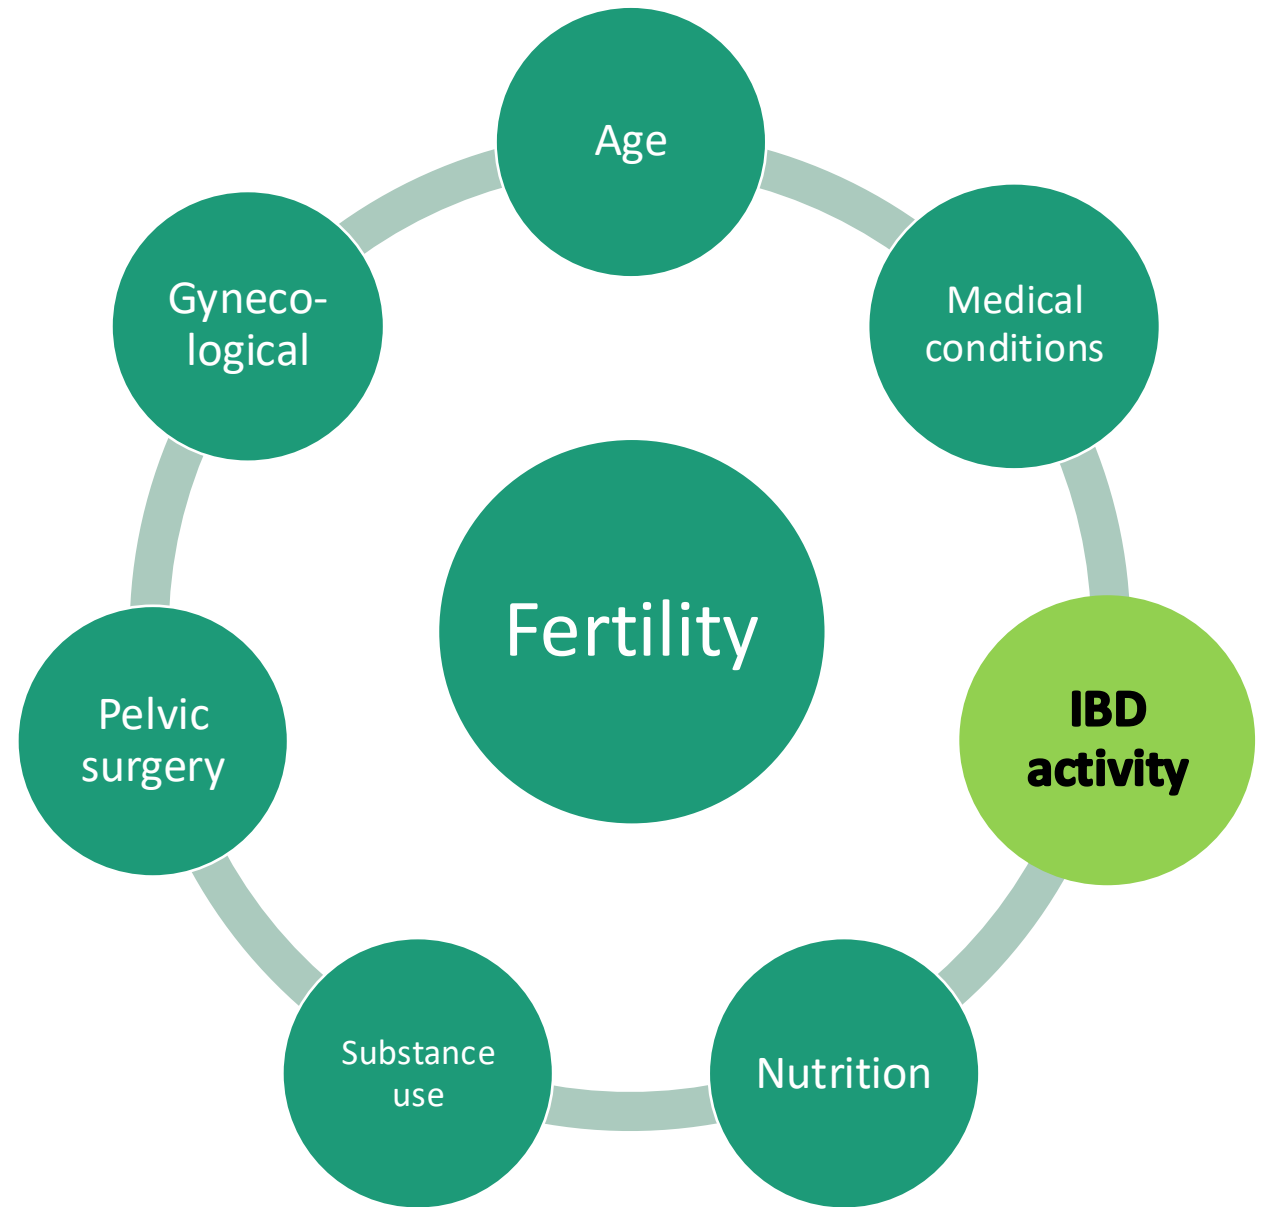 Age
Medical
conditions
IBD
activity
Nutrition
Substance
use
Pelvic
surgery
Gyneco-
logical
Fertility